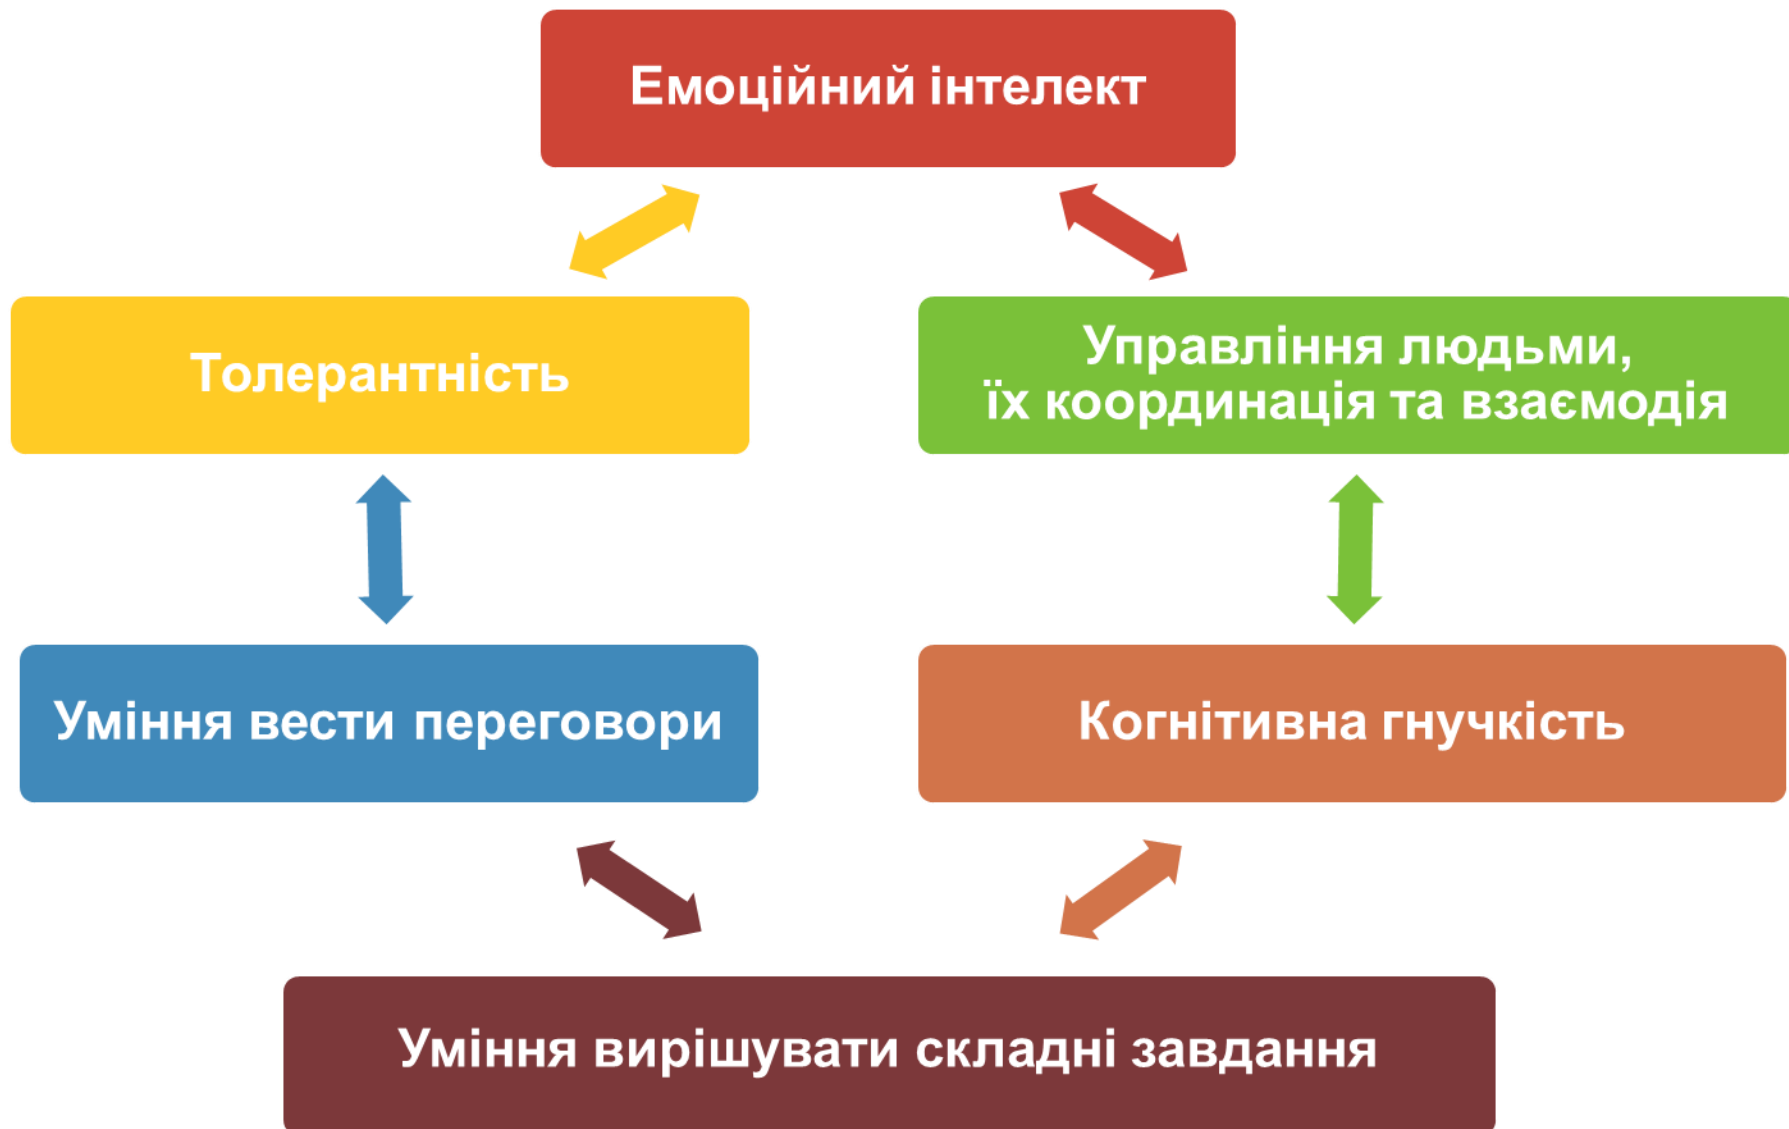 Емоційний інтелект
Толерантність
Управління людьми,
їх координація та взаємодія
Уміння вести переговори
Когнітивна гнучкість
Уміння вирішувати складні завдання